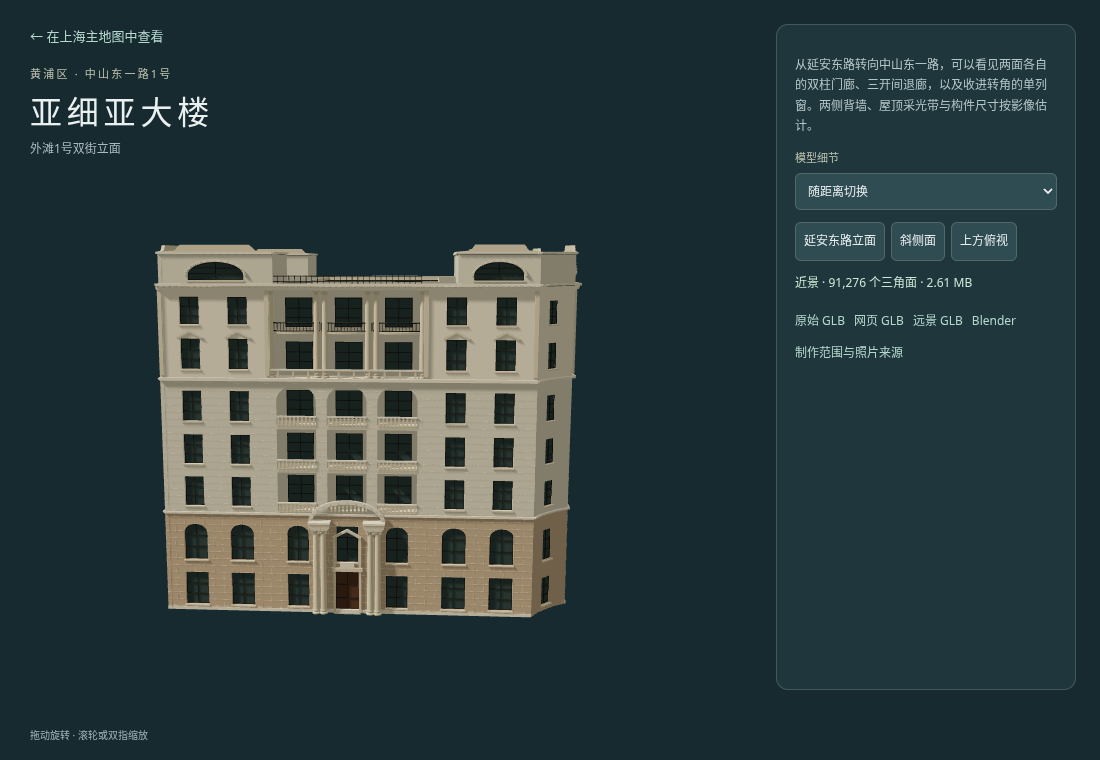 ← 在上海主地图中查看
黄浦区 · 中山东一路1号
亚细亚大楼
外滩1号双街立面
从延安东路转向中山东一路，可以看见两面各自
的双柱门廊、三开间退廊，以及收进转角的单列
窗。两侧背墙、屋顶采光带与构件尺寸按影像估
计。
模型细节
随距离切换
延安东路立面 斜侧面 上方俯视
近景 · 91,276 个三角面 · 2.61 MB
原始 GLB 网页 GLB 远景 GLB Blender
制作范围与照片来源
拖动旋转 · 滚轮或双指缩放